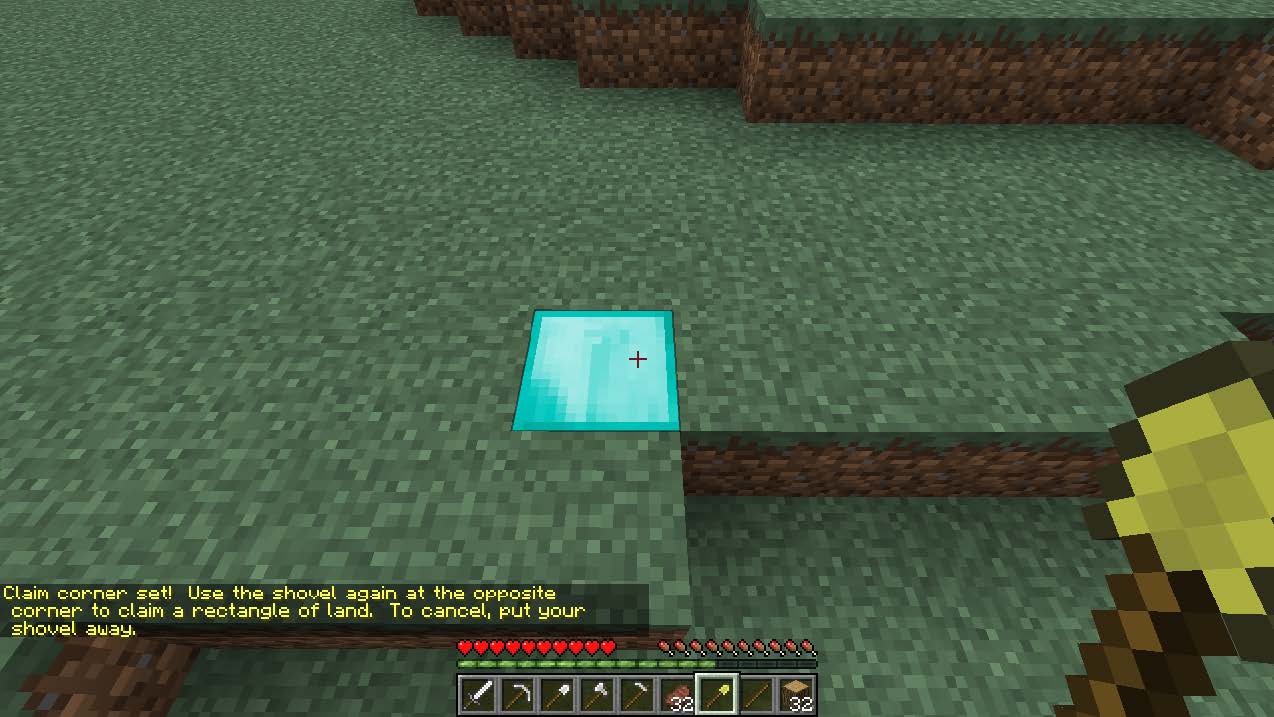 Claim corner set!  Use the shovel again at the opposite
corner to claim a rectangle of land.  To cancel, put your
shovel away.
32
32